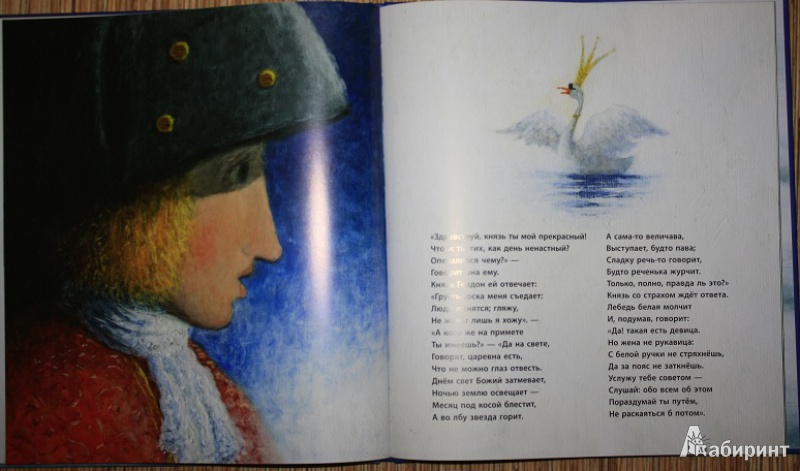 «Здравствуй, князь ты мой прекрасный!
Что ты тих, как день ненастный?
Опечалился чему?» —
Говорит она ему.
Князь Гвидон ей отвечает:
«Грусть-тоска меня съедает:
Люди женятся; гляжу,
Не женат лишь я хожу». —
«А кого же на примете
Ты имеешь?» — «Да на свете,
Говорят, царевна есть,
Что не можно глаз отвесть.
Днём свет Божий затмевает,
Ночью землю освещает —
Месяц под косой блестит,
А во лбу звезда горит.
А сама-то величава,
Выступает, будто пава;
Сладку речь-то говорит,
Будто реченька журчит.
Только, полно, правда ль это?»
Князь со страхом ждёт ответа.
Лебедь белая молчит
И, подумав, говорит:
«Да! такая есть девица.
Но жена не рукавица:
С белой ручки не стряхнёшь,
Да за пояс не заткнёшь.
Услужу тебе советом —
Слушай: обо всем об этом
Пораздумай ты путём,
Не раскаяться б потом».
Лабиринт